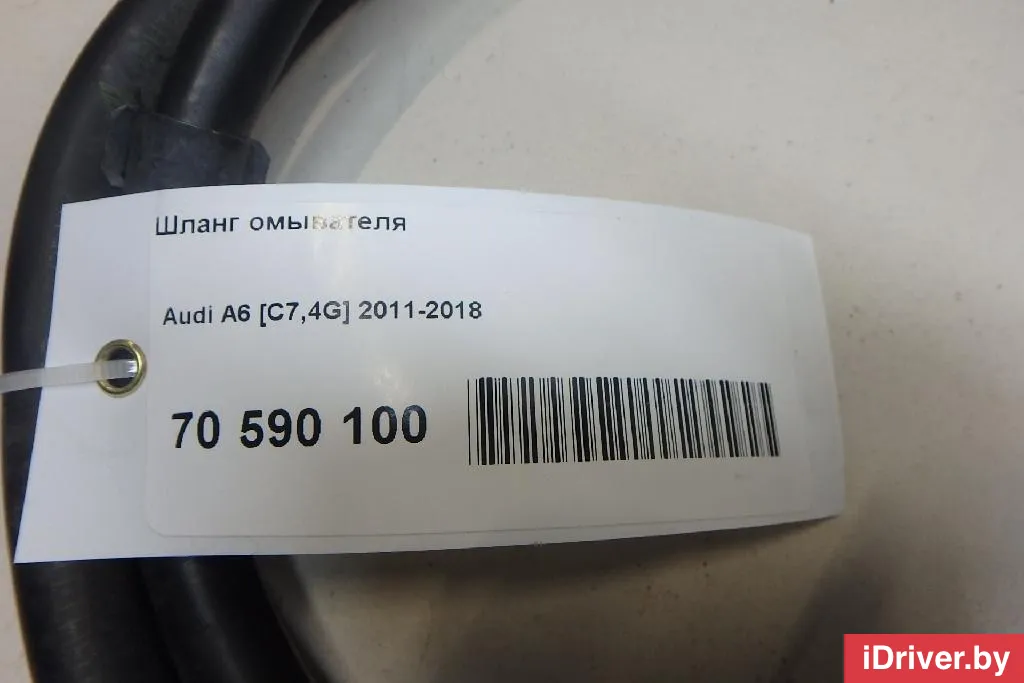 Шланг омывателя
Audi A6 [C7,4G] 2011-2018
70 590 100
iDriver.by